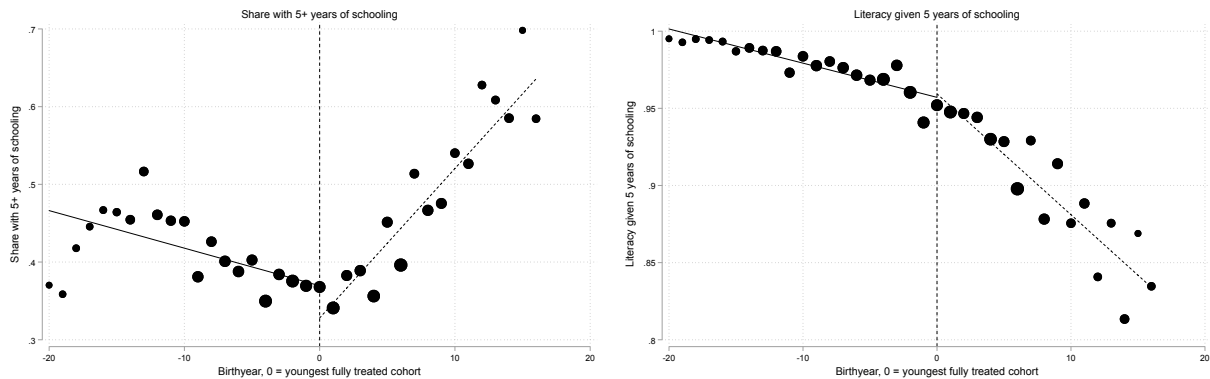 Share with 5+ years of schooling
Share with 5+ years of schooling
.7
.6
.5
.4
.3
-20 -10 0 10 20
Birthyear, 0 = youngest fully treated cohort
Literacy given 5 years of schooling
Literacy given 5 years of schooling
1
.95
.9
.85
.8
-20 -10 0 10 20
Birthyear, 0 = youngest fully treated cohort